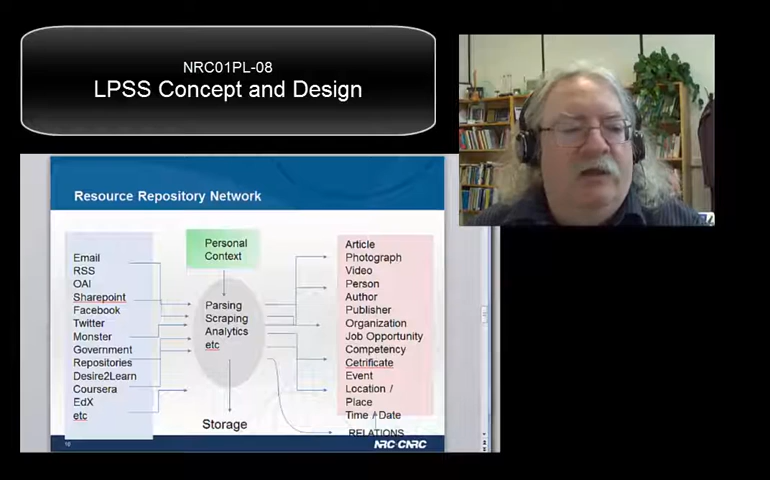 NRC01PL-08
LPSS Concept and Design
Resource Repository Network
Email
RSS
OAI
Sharepoint
Facebook
Twitter
Monster
Government
Repositories
Desire2Learn
Coursera
EdX
etc
Personal
Context
Parsing
Scraping
Analytics
etc
Storage
Article
Photograph
Video
Person
Author
Publisher
Organization
Job Opportunity
Competency
Cetrificate
Event
Location /
Place
Time / Date
RELATIONS
NRC·CNRC